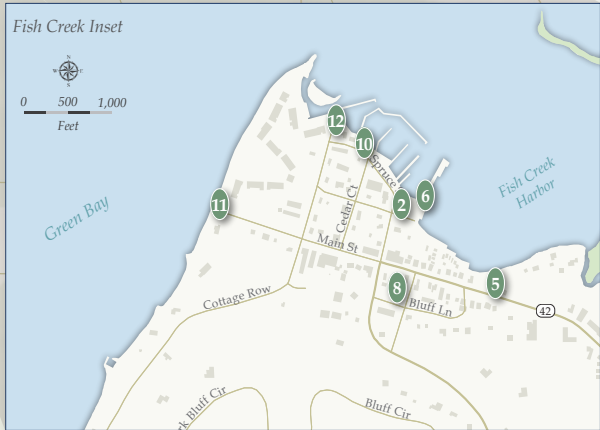 Fish Creek Inset
N
W E
S
0 500 1,000
Feet
12
10
Spruce
Fish Creek
Harbor
Green Bay
11
Cedar Ct
2
6
Main St
5
8
Cottage Row
Bluff Ln
42
rk Bluff Cir
Bluff Cir